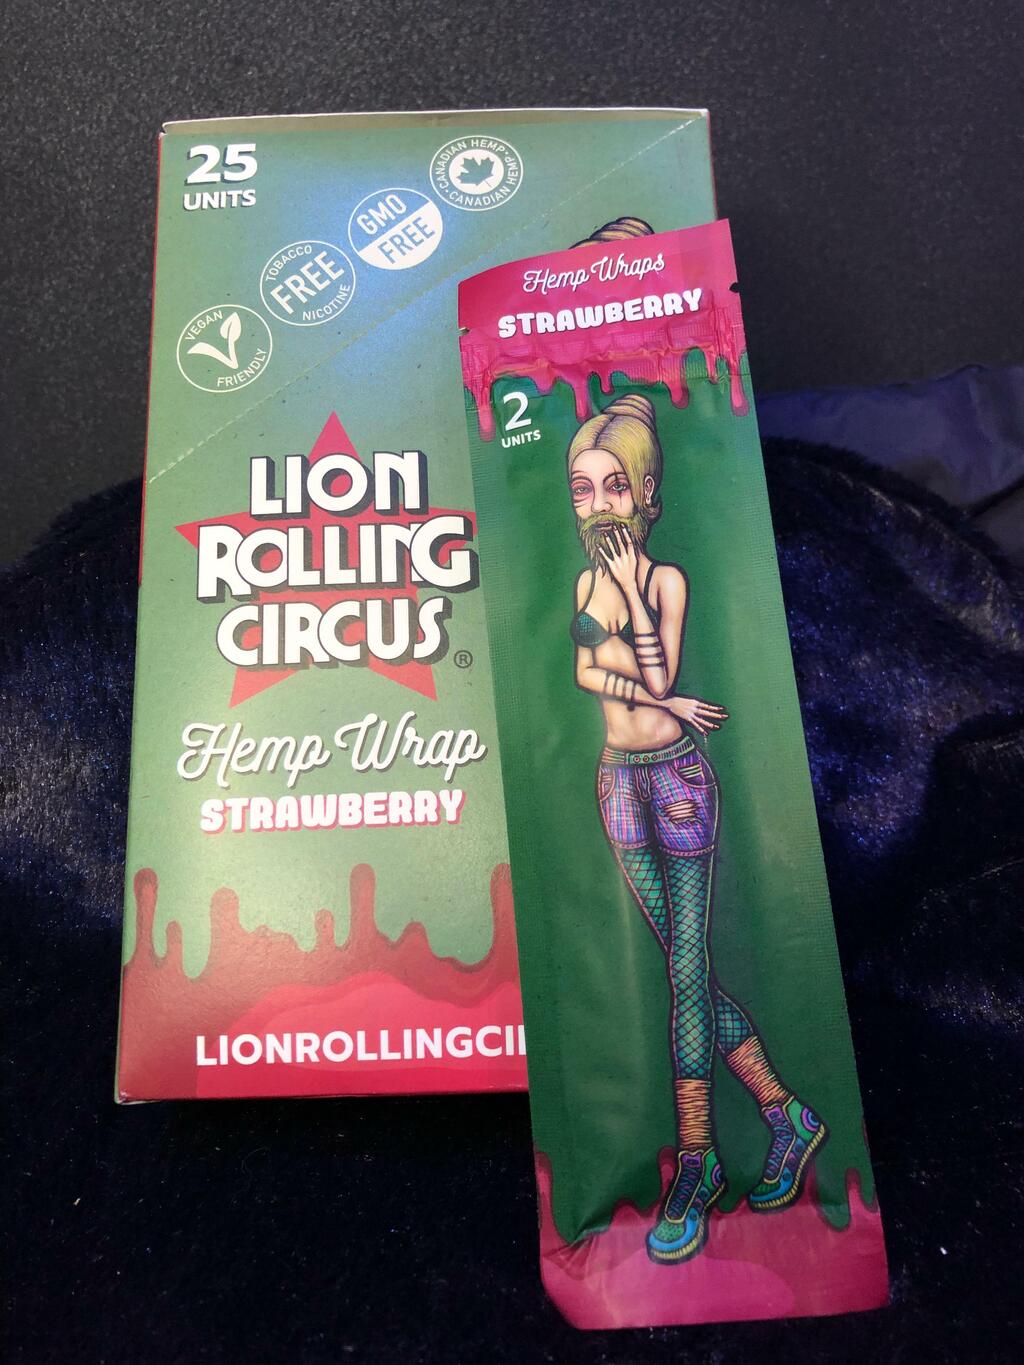 25
UNITS
CANADIAN HEMP
CANADIAN HEMP
GMO
FREE
TOBACCO
FREE
NICOTINE
VEGAN
FRIENDLY
LION
ROLLING
CIRCUS
®
Hemp Wrap
STRAWBERRY
LIONROLLINGCI
Hemp Wraps
STRAWBERRY
2
UNITS